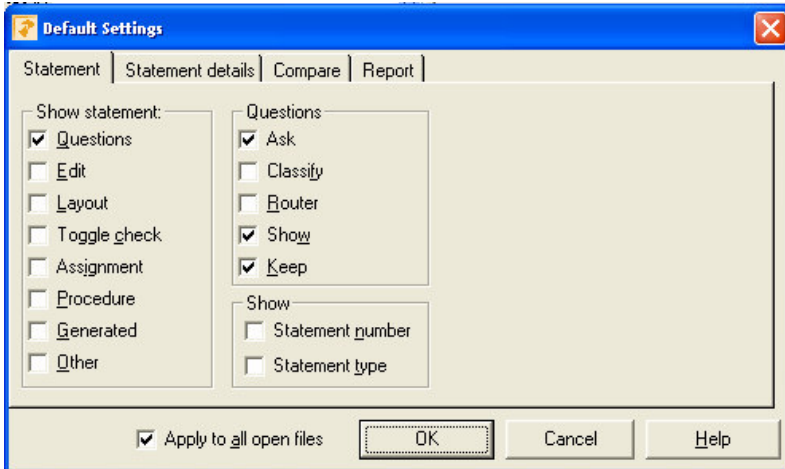 Default Settings
Statement
Statement details
Compare
Report
Show statement:
Questions
Edit
Layout
Toggle check
Assignment
Procedure
Generated
Other
Questions
Ask
Classify
Router
Show
Keep
Show
Statement number
Statement type
Apply to all open files
OK
Cancel
Help